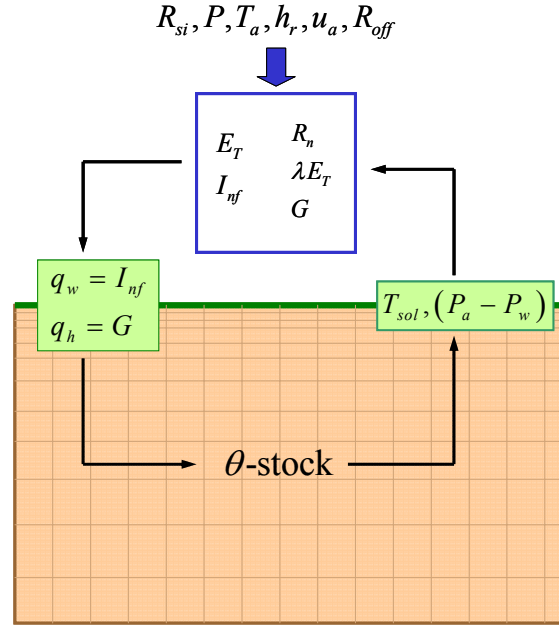 R_si, P, T_a, h_r, u_a, R_off
E_T R_n
I_nf λE_T
G
q_w = I_nf
q_h = G
T_sol, (P_a − P_w)
θ-stock